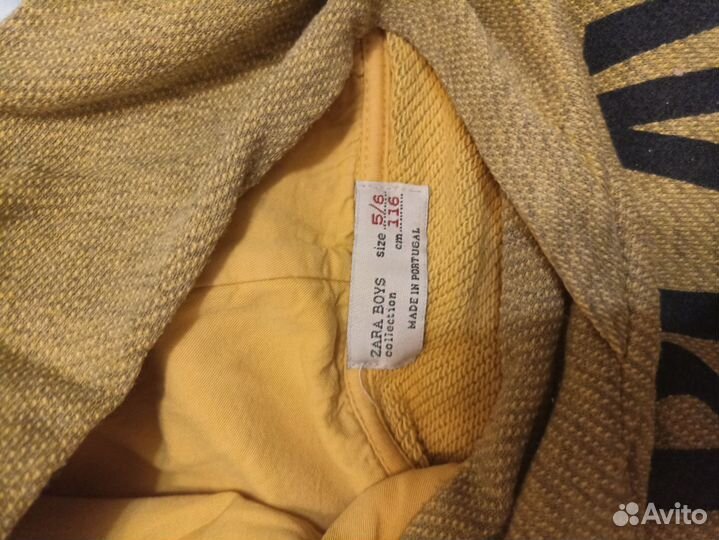 ZARA BOYS
collection
size 5/6
cm 116
MADE IN PORTUGAL
Avito